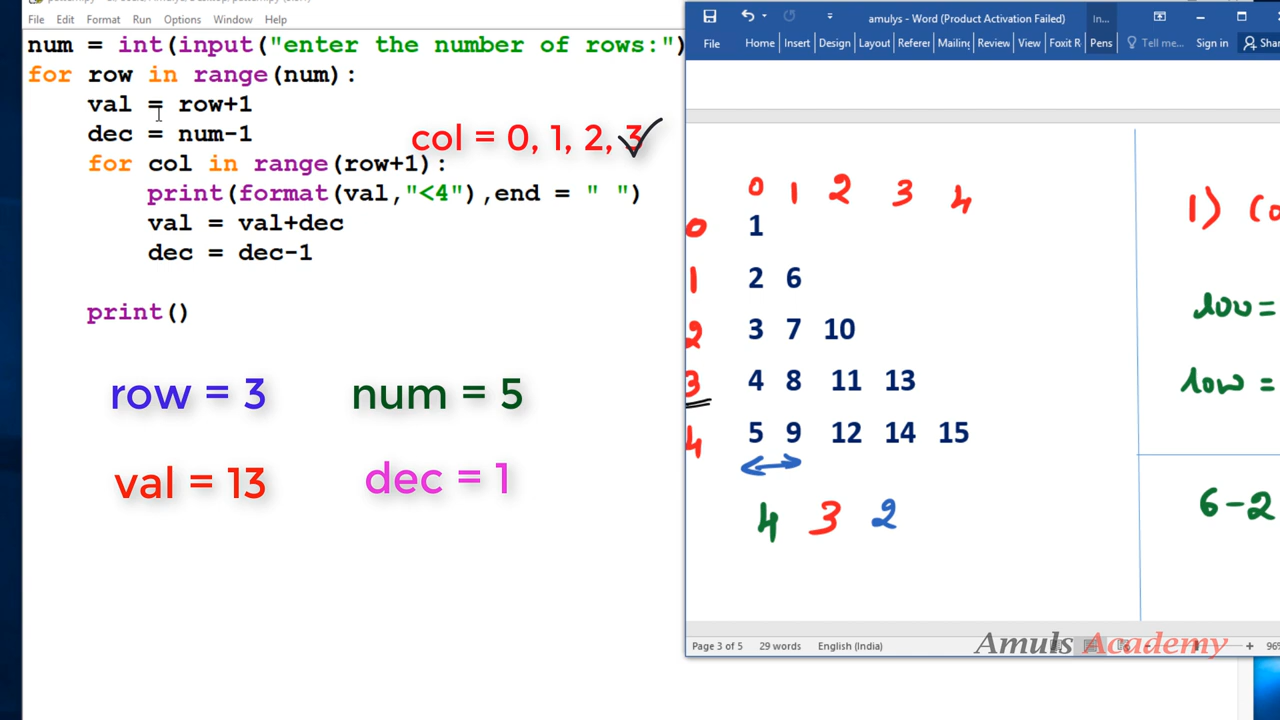 File Edit Format Run Options Window Help
num = int(input("enter the number of rows:")
for row in range(num):
val = row+1
dec = num-1
for col in range(row+1):
print(format(val,"<4"),end = " ")
val = val+dec
dec = dec-1
print()
col = 0, 1, 2, 3
row = 3 num = 5
val = 13 dec = 1
amulys - Word (Product Activation Failed)
In...
File Home Insert Design Layout Referer Mailing Review View Foxit R Pens Tell me... Sign in Shar
0 1 2 3 4
0 1
1 2 6
2 3 7 10
3 4 8 11 13
4 5 9 12 14 15
4 3 2
1) Co
row =
row =
6-2
Amuls Academy
Page 3 of 5 29 words English (India) 96%